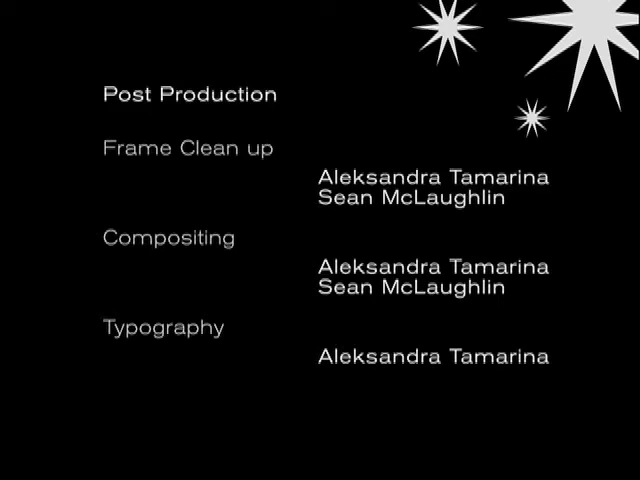 Post Production
Frame Clean up
Aleksandra Tamarina
Sean McLaughlin
Compositing
Aleksandra Tamarina
Sean McLaughlin
Typography
Aleksandra Tamarina